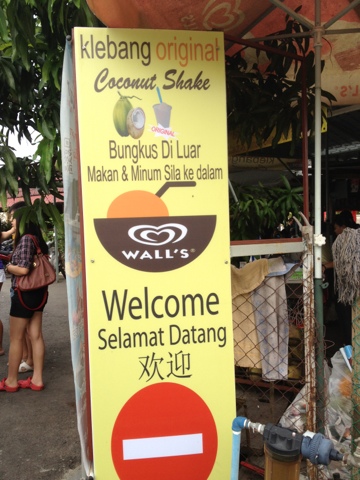 klebang original
Coconut Shake
ORIGINAL
Bungkus Di Luar
Makan & Minum Sila ke dalam
WALL'S®
Welcome
Selamat Datang
欢迎